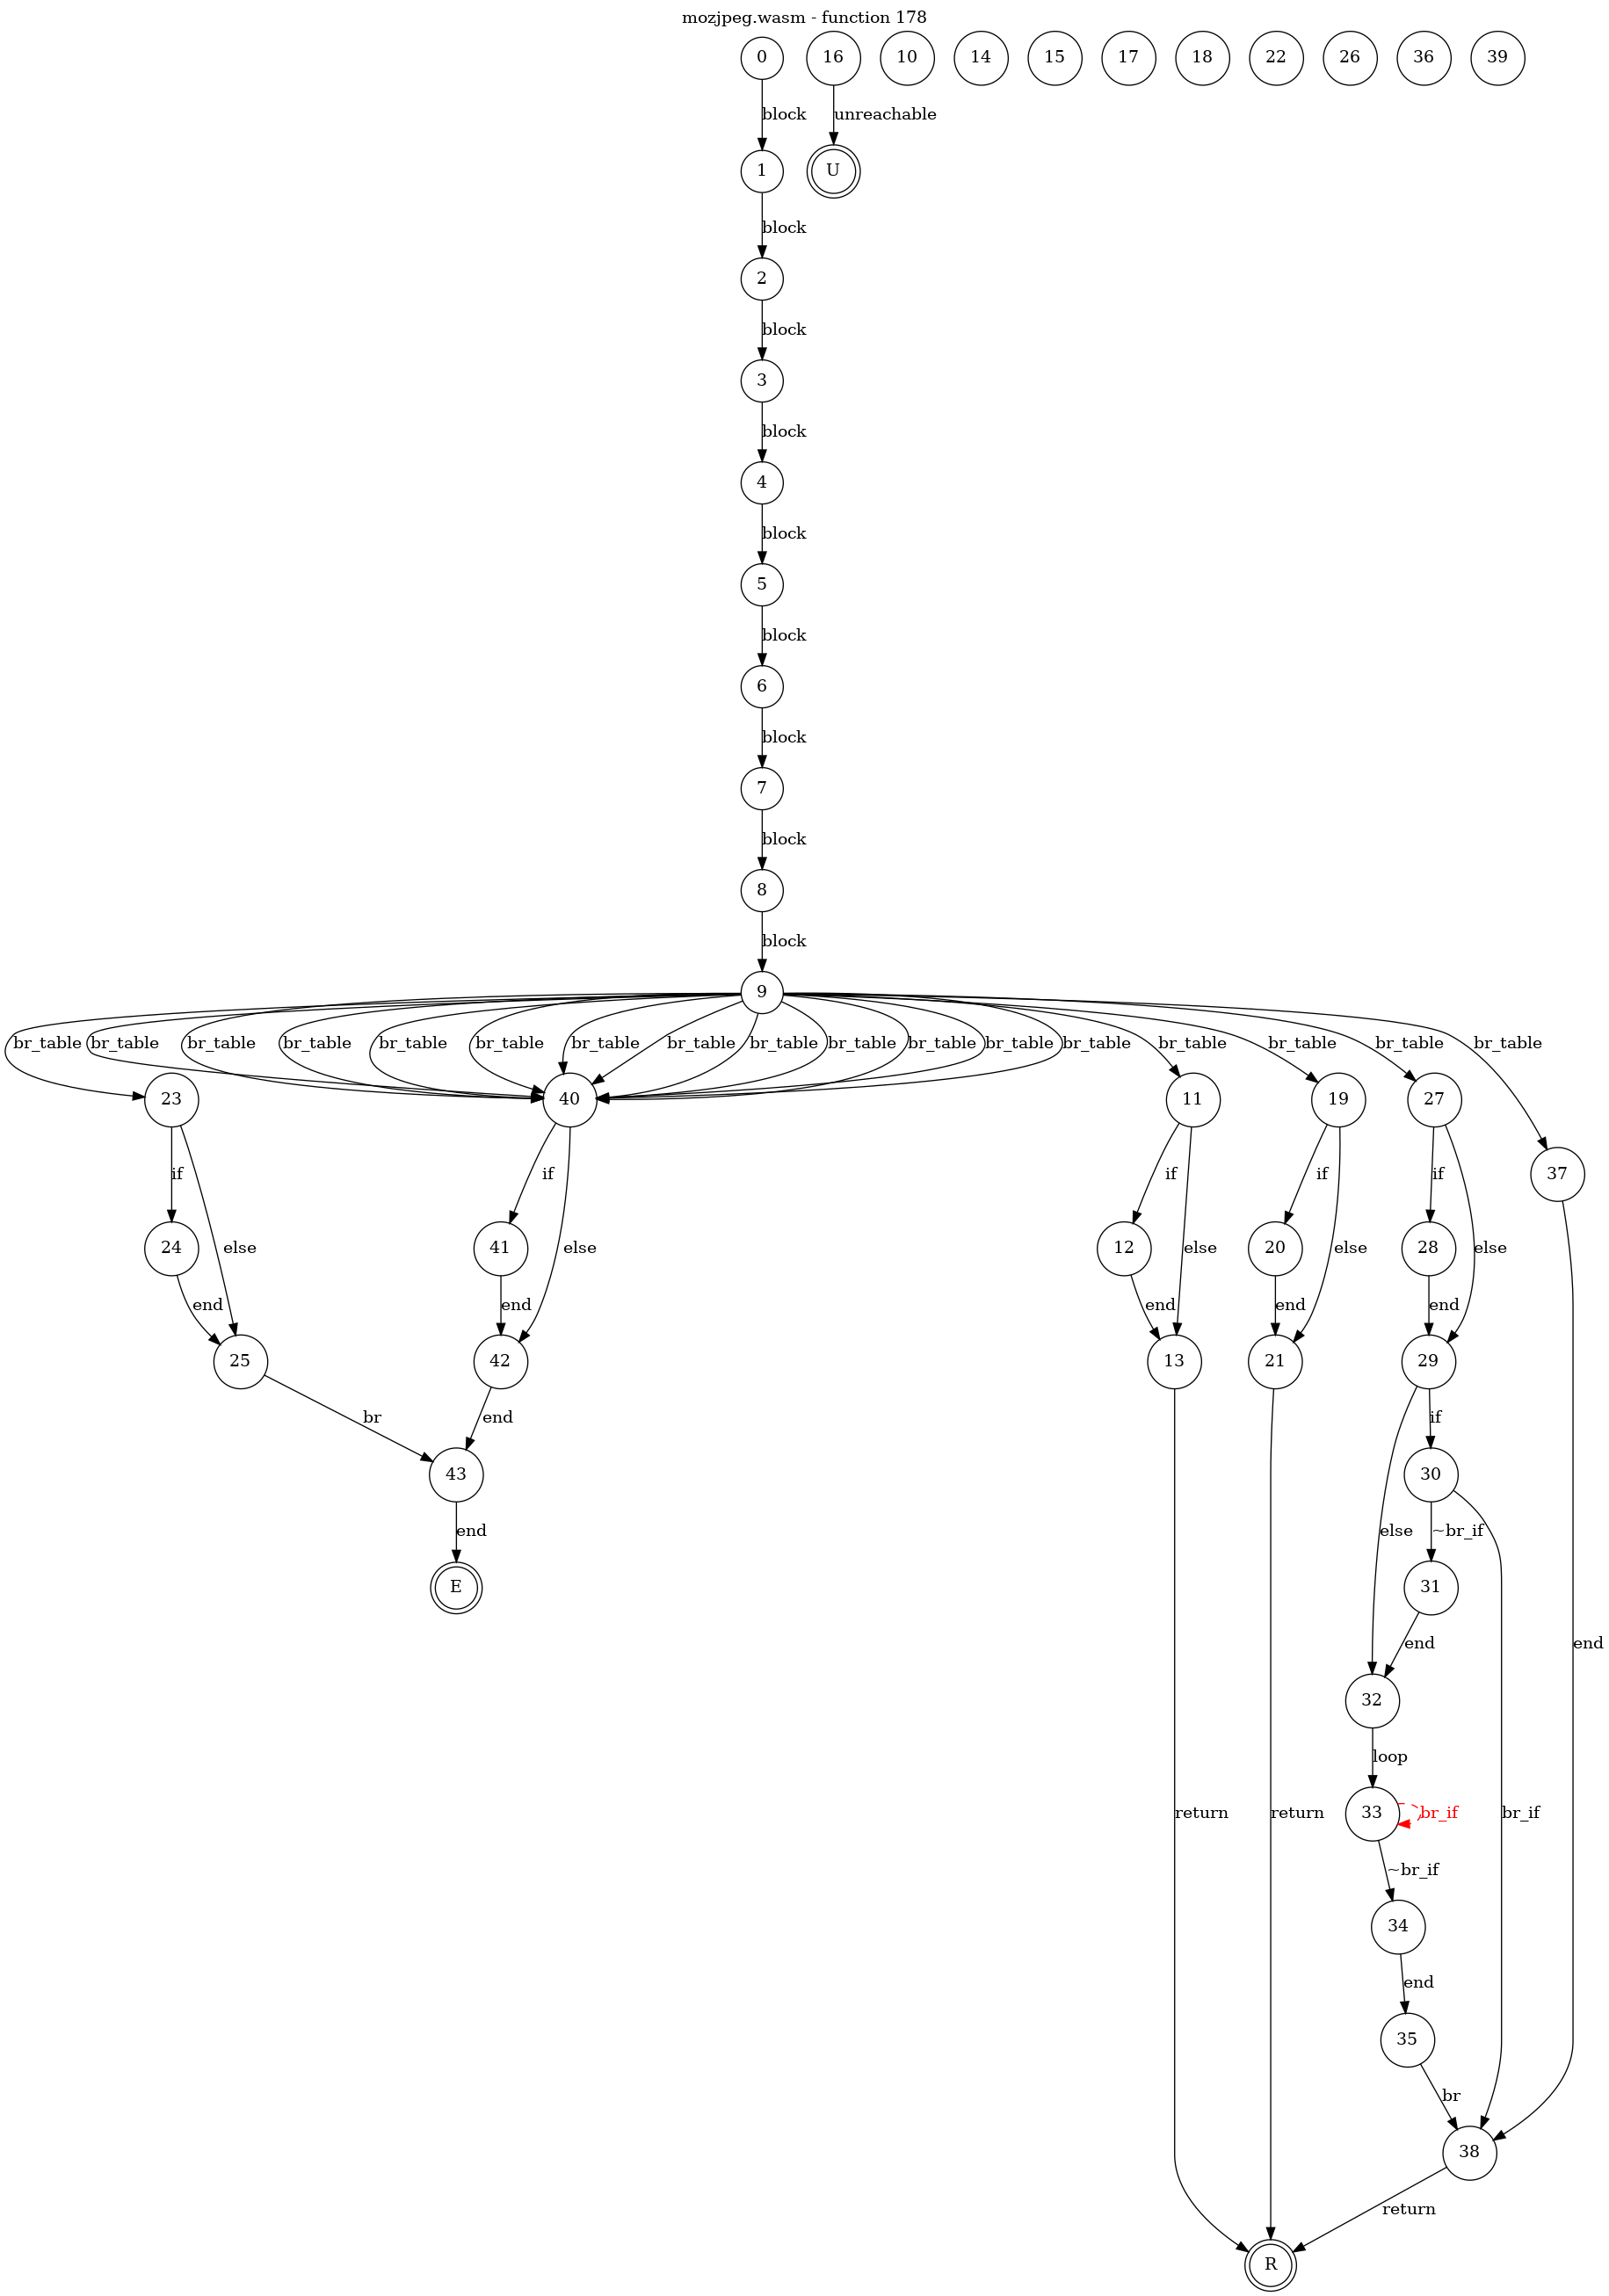 mozjpeg.wasm - function 178
0 16 10 14 15 17 18 22 26 36 39
block unreachable
1 U
block
2
block
3
block
4
block
5
block
6
block
7
block
8
block
9
br_table br_table br_table br_table br_table br_table br_table br_table br_table br_table br_table br_table br_table br_table br_table br_table br_table
23 40 11 19 27
if else if else if else if else if else 37
24 41 12 20 28
end end end end end
25 42 13 21 29
br end if
43 30
end else ~br_if
E 31
end end
32
loop
return return 33 br_if br_if
~br_if
34
end
35
br
38
return
R